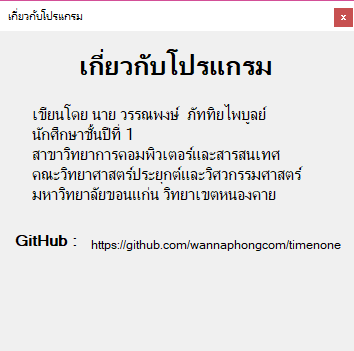 เกี่ยวกับโปรแกรม
x
เกี่ยวกับโปรแกรม
เขียนโดย นาย วรรณพงษ์ ภัททิยไพบูลย์
นักศึกษาชั้นปีที่ 1
สาขาวิทยาการคอมพิวเตอร์และสารสนเทศ
คณะวิทยาศาสตร์ประยุกต์และวิศวกรรมศาสตร์
มหาวิทยาลัยขอนแก่น วิทยาเขตหนองคาย
GitHub : https://github.com/wannaphongcom/timenone